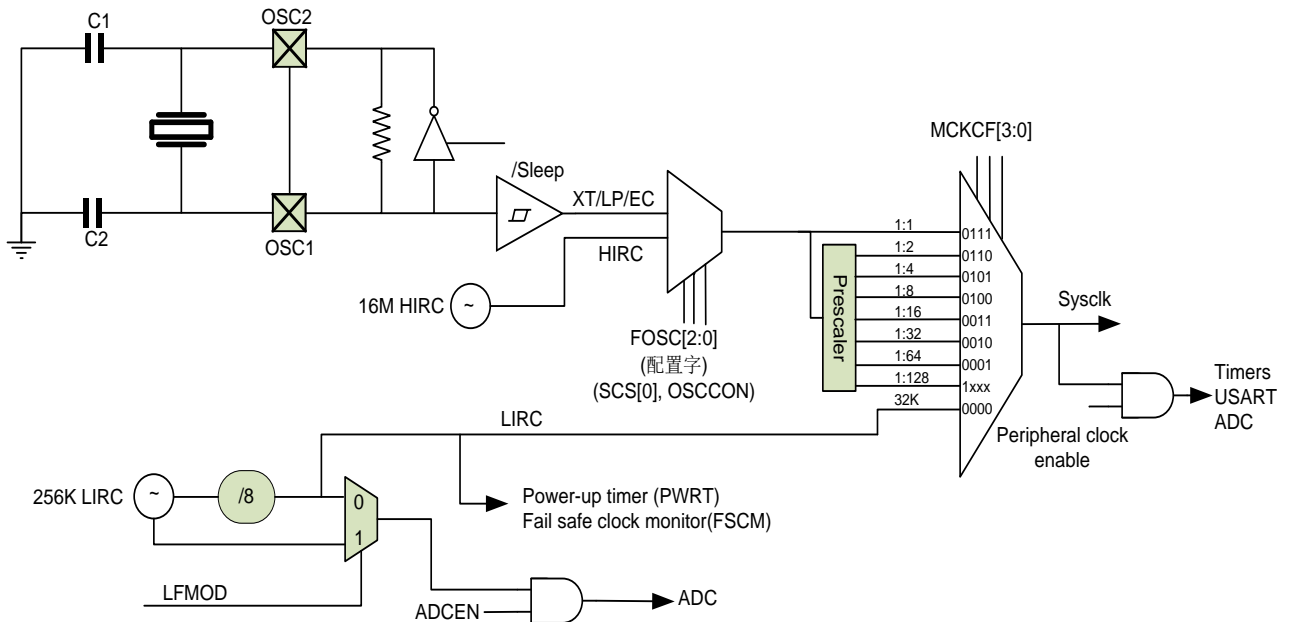 C1
OSC2
MCKCF[3:0]
/Sleep
XT/LP/EC
C2
OSC1
HIRC
16M HIRC
~
FOSC[2:0]
(配置字)
(SCS[0], OSCCON)
Prescaler
1:1
0111
1:2
0110
1:4
0101
1:8
0100
1:16
0011
1:32
0010
1:64
0001
1:128
1xxx
32K
0000
Sysclk
Timers
USART
ADC
Peripheral clock
enable
LIRC
256K LIRC
~
/8
0
1
Power-up timer (PWRT)
Fail safe clock monitor(FSCM)
LFMOD
ADCEN
ADC